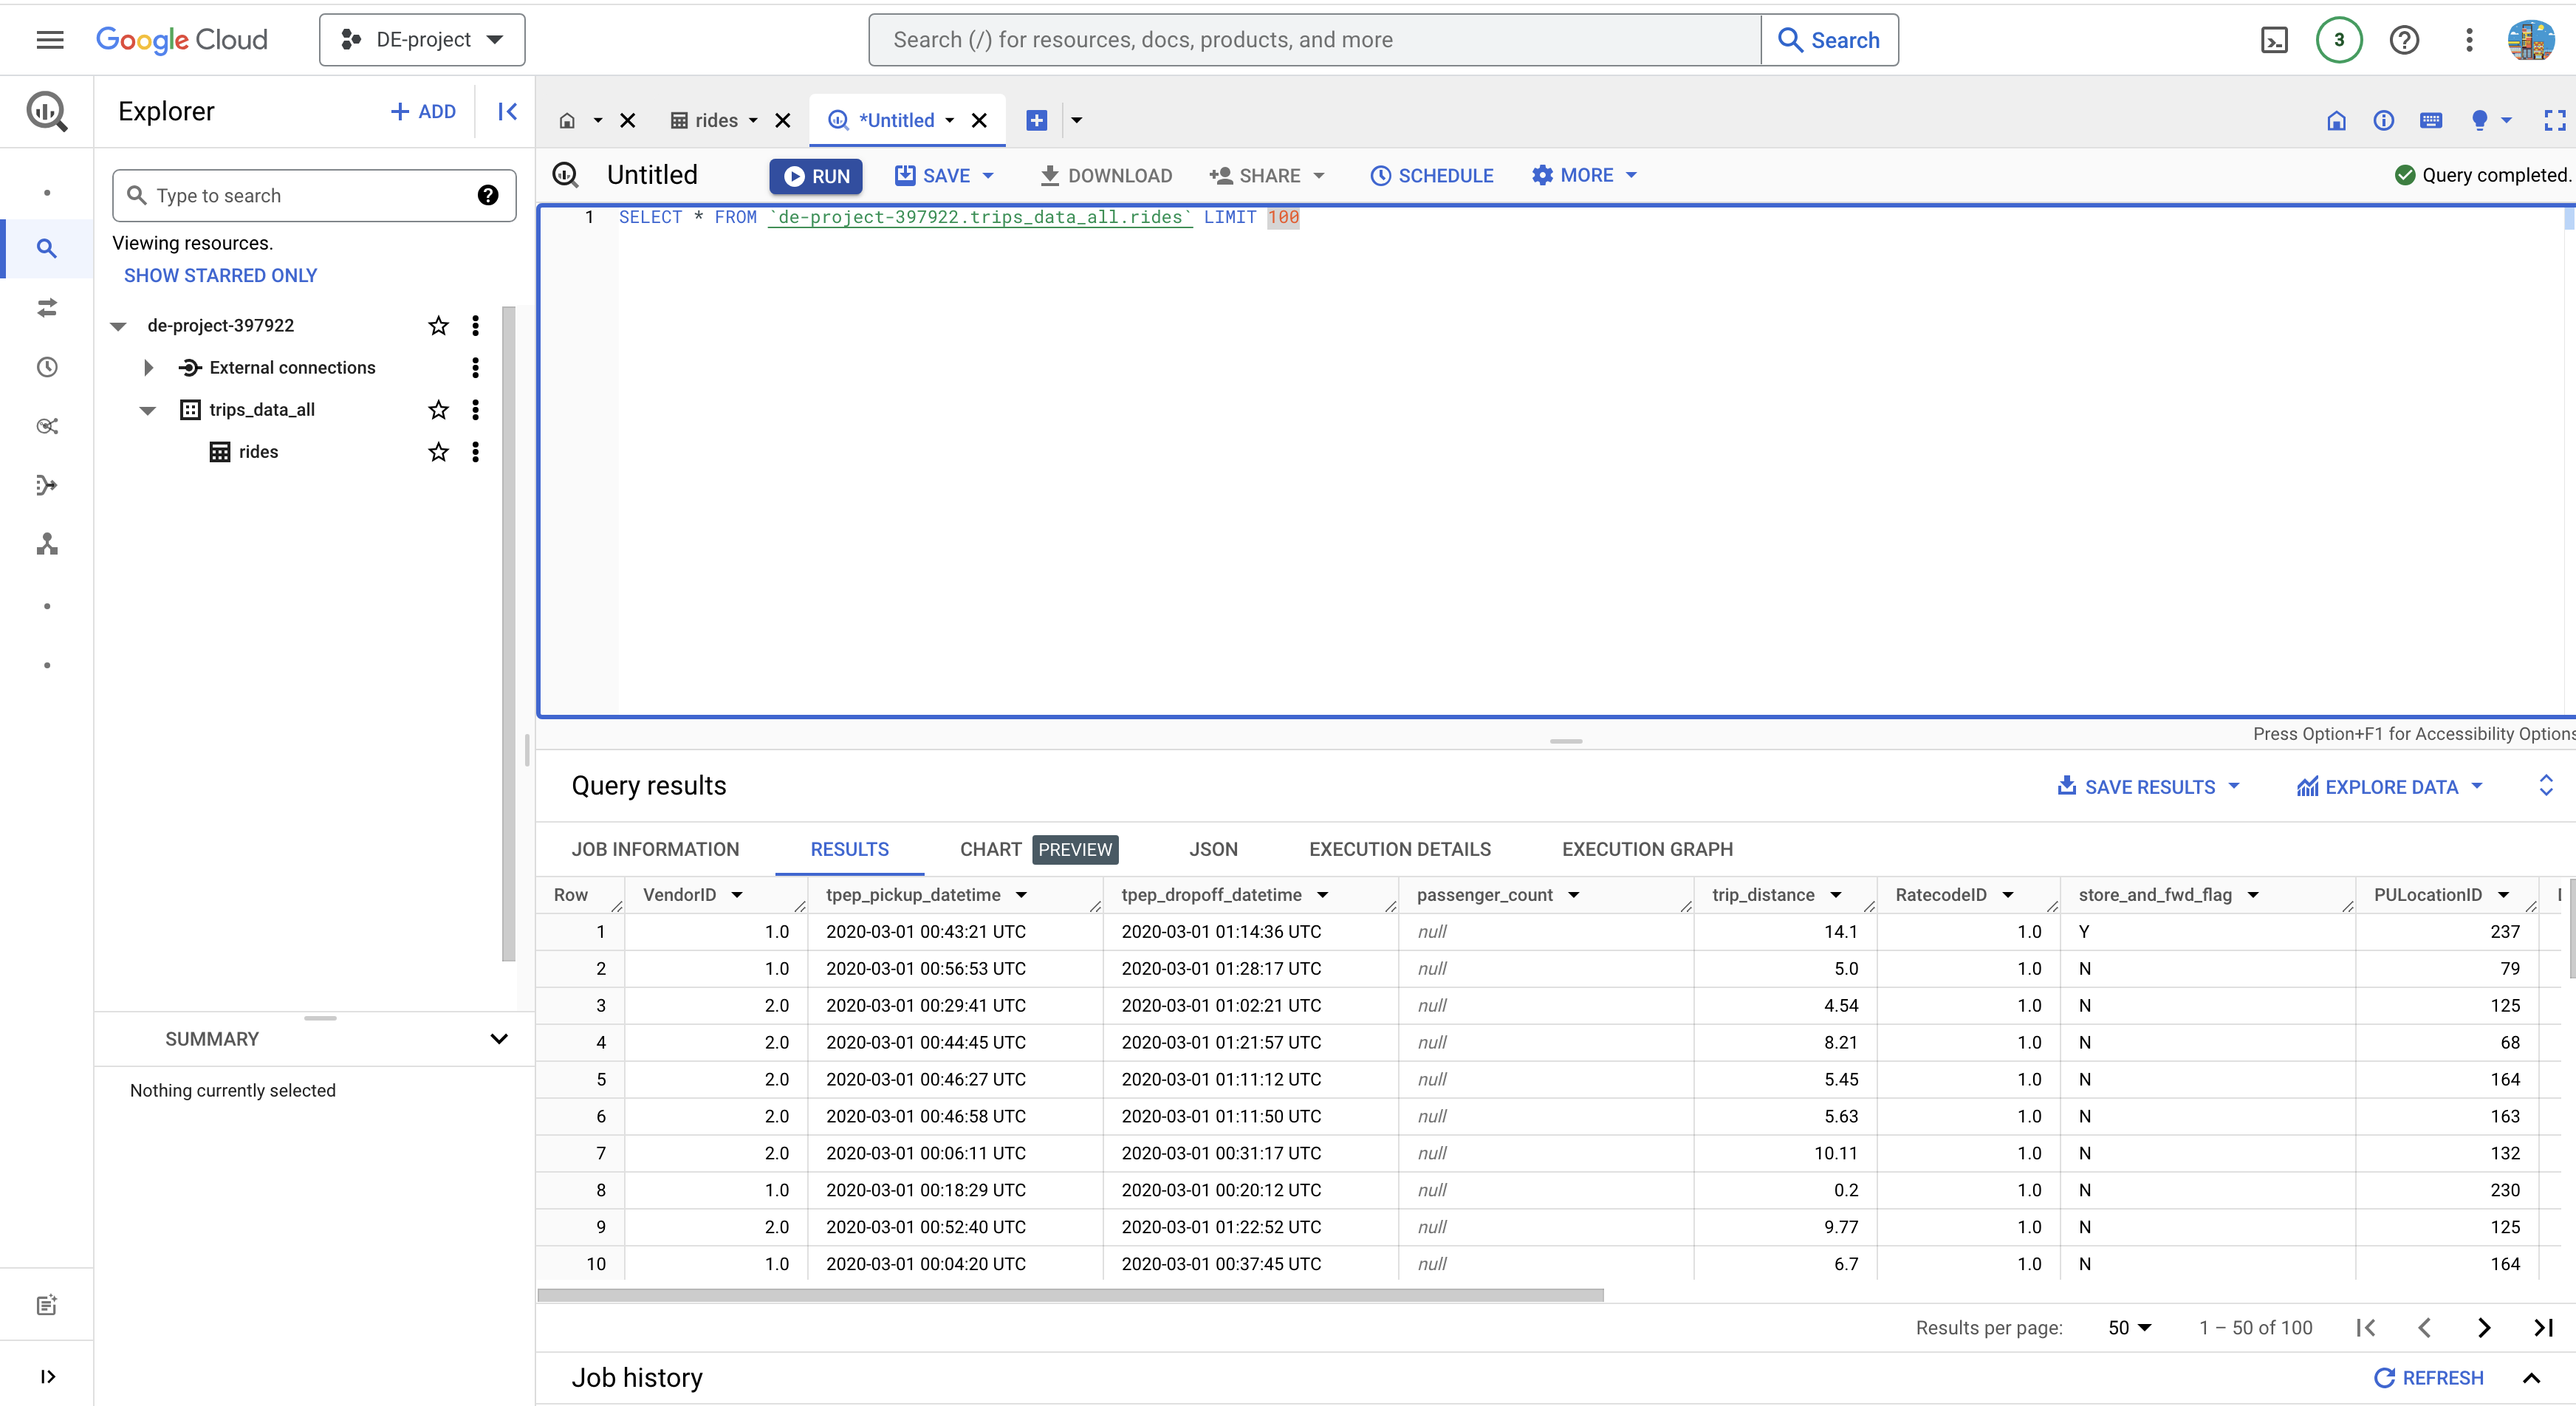 Google Cloud DE-project Search (/) for resources, docs, products, and more Search 3
Explorer + ADD
rides *Untitled
Untitled RUN SAVE DOWNLOAD SHARE SCHEDULE MORE Query completed.
Type to search
Viewing resources.
SHOW STARRED ONLY
de-project-397922
External connections
trips_data_all
rides
SUMMARY
Nothing currently selected
1 SELECT * FROM `de-project-397922.trips_data_all.rides` LIMIT 100
Press Option+F1 for Accessibility Options
Query results SAVE RESULTS EXPLORE DATA
JOB INFORMATION RESULTS CHART PREVIEW JSON EXECUTION DETAILS EXECUTION GRAPH
Row VendorID tpep_pickup_datetime tpep_dropoff_datetime passenger_count trip_distance RatecodeID store_and_fwd_flag PULocationID
1 1.0 2020-03-01 00:43:21 UTC 2020-03-01 01:14:36 UTC null 14.1 1.0 Y 237
2 1.0 2020-03-01 00:56:53 UTC 2020-03-01 01:28:17 UTC null 5.0 1.0 N 79
3 2.0 2020-03-01 00:29:41 UTC 2020-03-01 01:02:21 UTC null 4.54 1.0 N 125
4 2.0 2020-03-01 00:44:45 UTC 2020-03-01 01:21:57 UTC null 8.21 1.0 N 68
5 2.0 2020-03-01 00:46:27 UTC 2020-03-01 01:11:12 UTC null 5.45 1.0 N 164
6 2.0 2020-03-01 00:46:58 UTC 2020-03-01 01:11:50 UTC null 5.63 1.0 N 163
7 2.0 2020-03-01 00:06:11 UTC 2020-03-01 00:31:17 UTC null 10.11 1.0 N 132
8 1.0 2020-03-01 00:18:29 UTC 2020-03-01 00:20:12 UTC null 0.2 1.0 N 230
9 2.0 2020-03-01 00:52:40 UTC 2020-03-01 01:22:52 UTC null 9.77 1.0 N 125
10 1.0 2020-03-01 00:04:20 UTC 2020-03-01 00:37:45 UTC null 6.7 1.0 N 164
Results per page: 50 1 – 50 of 100
Job history REFRESH